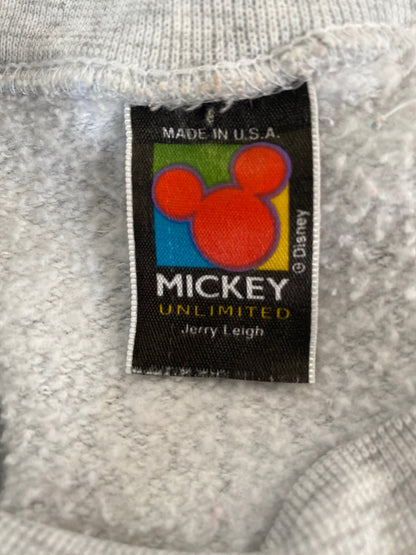 MADE IN U.S.A.
© Disney
MICKEY
UNLIMITED
Jerry Leigh